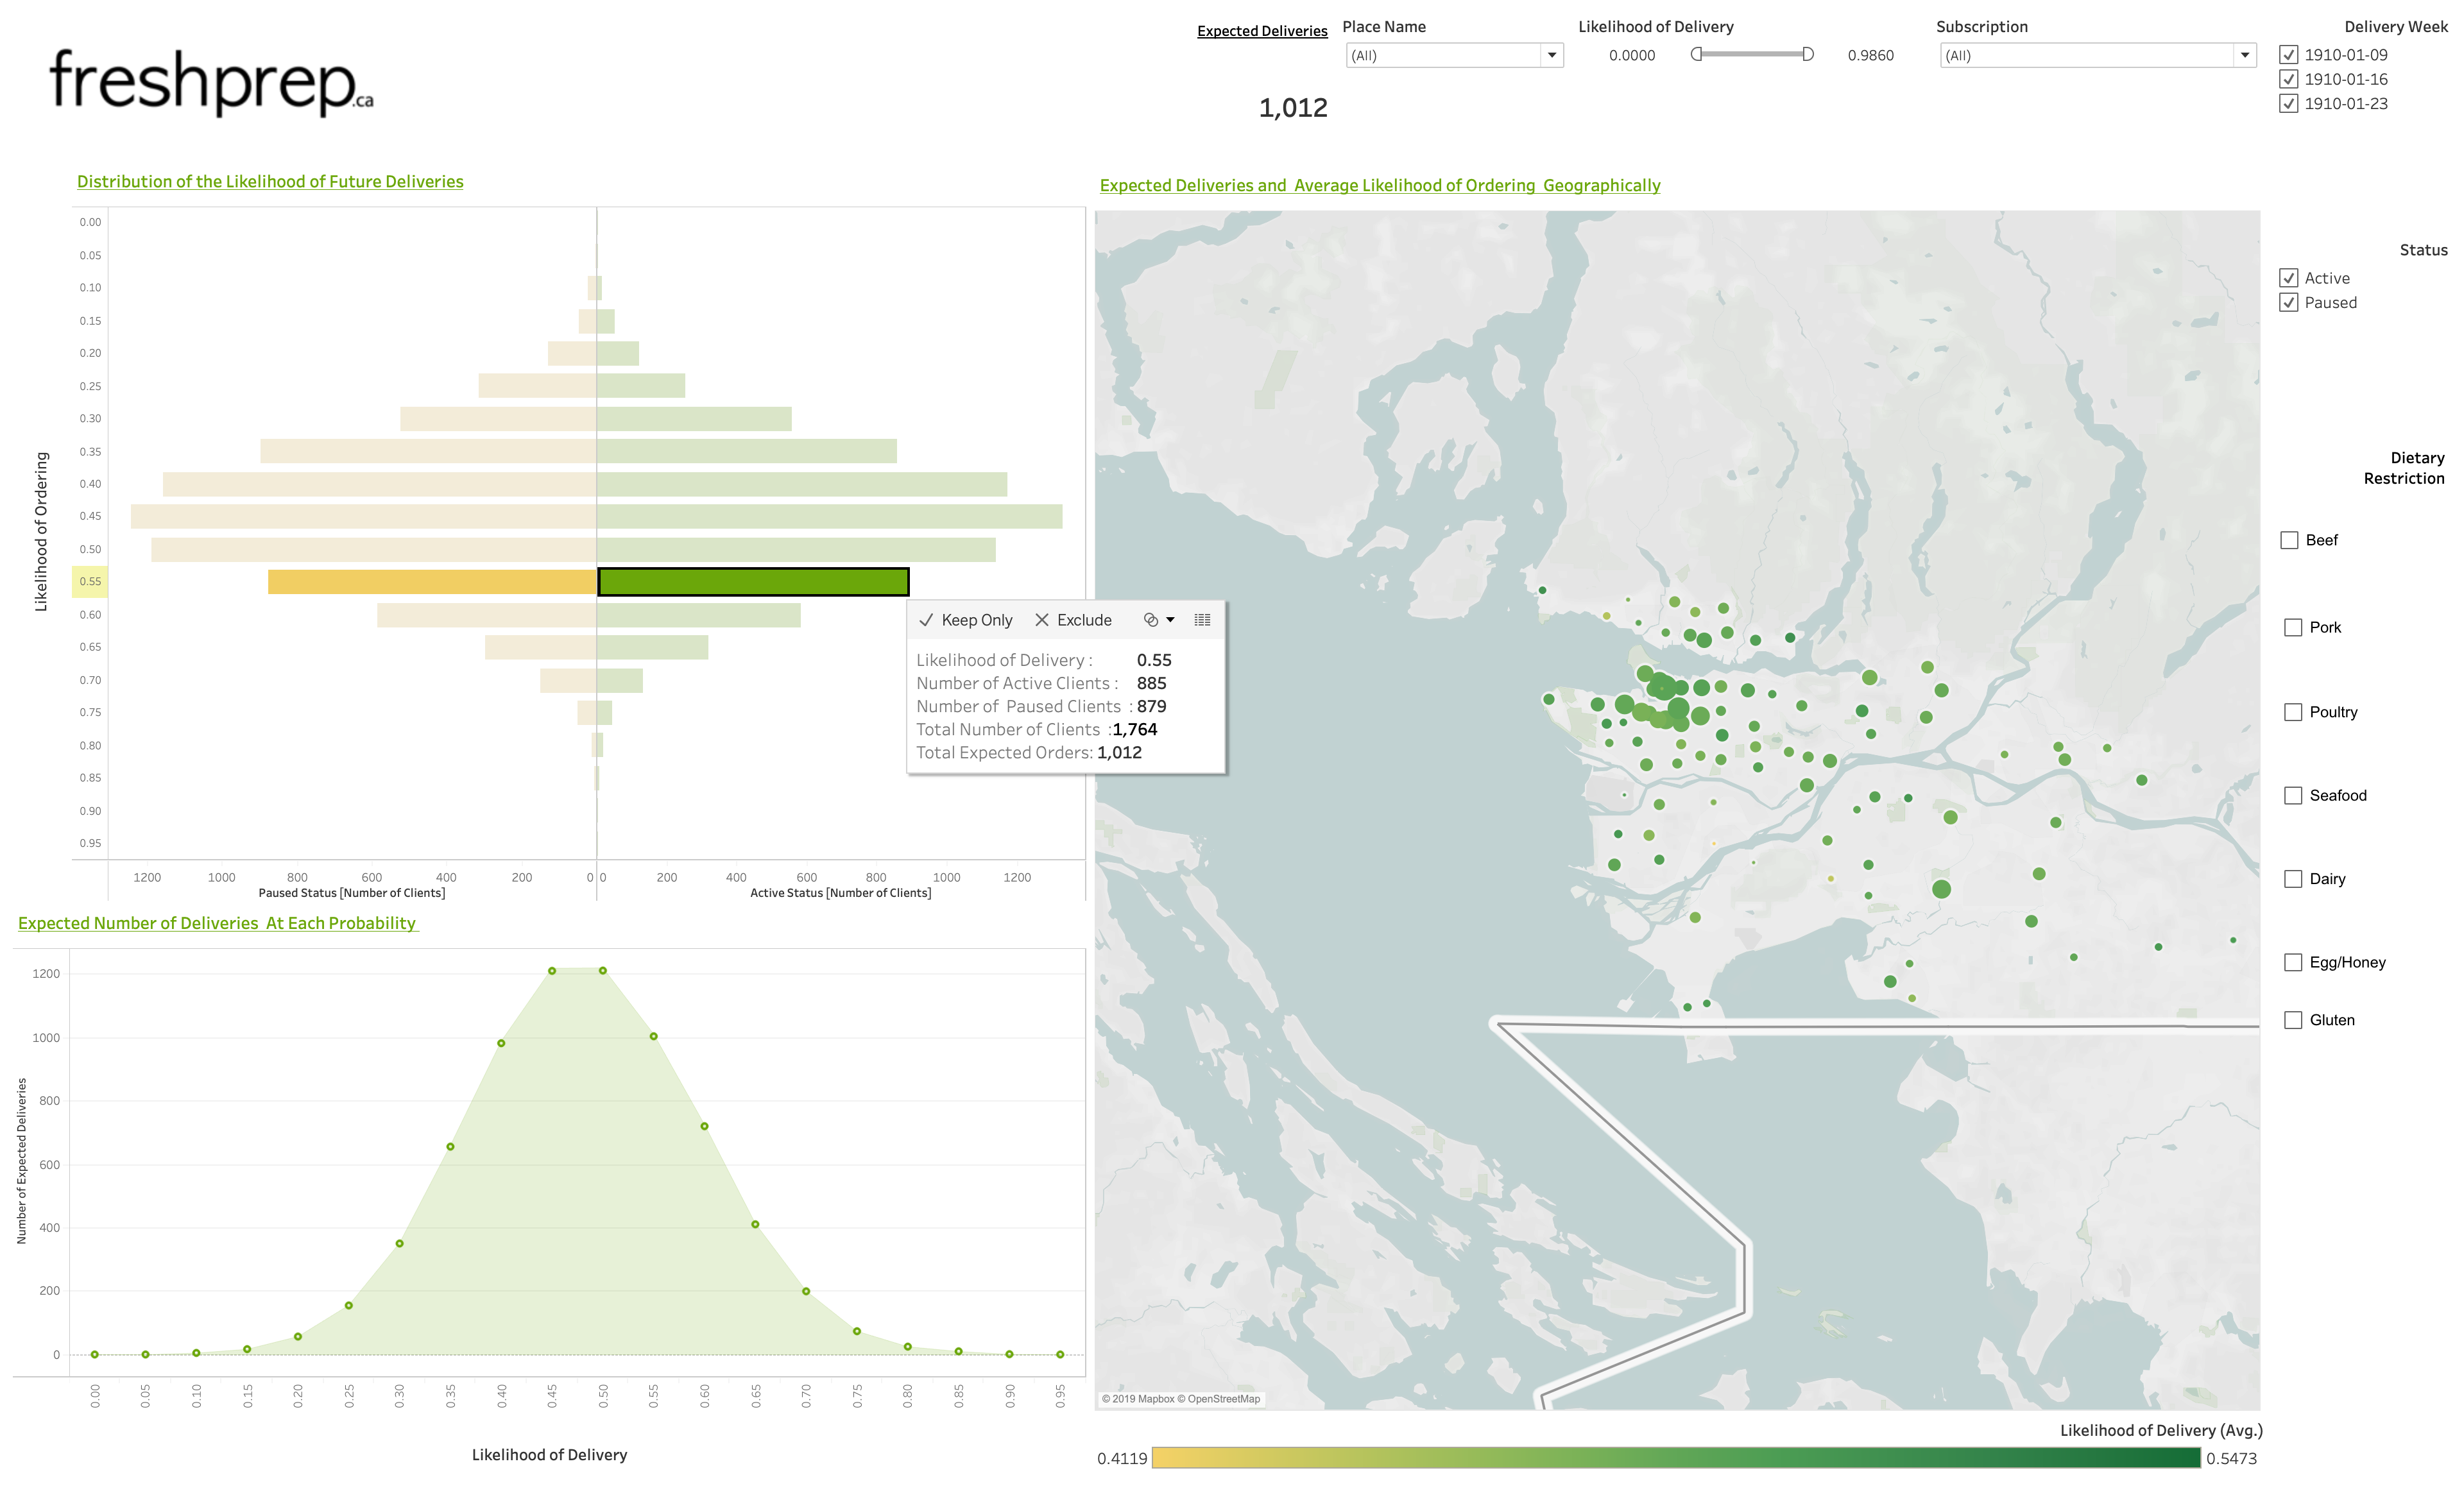 freshprep.ca
Expected Deliveries
1,012
Place Name
(All)
Likelihood of Delivery
0.0000
0.9860
Subscription
(All)
Delivery Week
1910-01-09
1910-01-16
1910-01-23
Distribution of the Likelihood of Future Deliveries
Likelihood of Ordering
0.00
0.05
0.10
0.15
0.20
0.25
0.30
0.35
0.40
0.45
0.50
0.55
0.60
0.65
0.70
0.75
0.80
0.85
0.90
0.95
1200 1000 800 600 400 200 0 0 200 400 600 800 1000 1200
Paused Status [Number of Clients]
Active Status [Number of Clients]
Keep Only Exclude
Likelihood of Delivery : 0.55
Number of Active Clients : 885
Number of Paused Clients : 879
Total Number of Clients :1,764
Total Expected Orders: 1,012
Expected Number of Deliveries At Each Probability
Number of Expected Deliveries
1200
1000
800
600
400
200
0
0.00 0.05 0.10 0.15 0.20 0.25 0.30 0.35 0.40 0.45 0.50 0.55 0.60 0.65 0.70 0.75 0.80 0.85 0.90 0.95
Likelihood of Delivery
Expected Deliveries and Average Likelihood of Ordering Geographically
© 2019 Mapbox © OpenStreetMap
Likelihood of Delivery (Avg.)
0.4119
0.5473
Status
Active
Paused
Dietary
Restriction
Beef
Pork
Poultry
Seafood
Dairy
Egg/Honey
Gluten